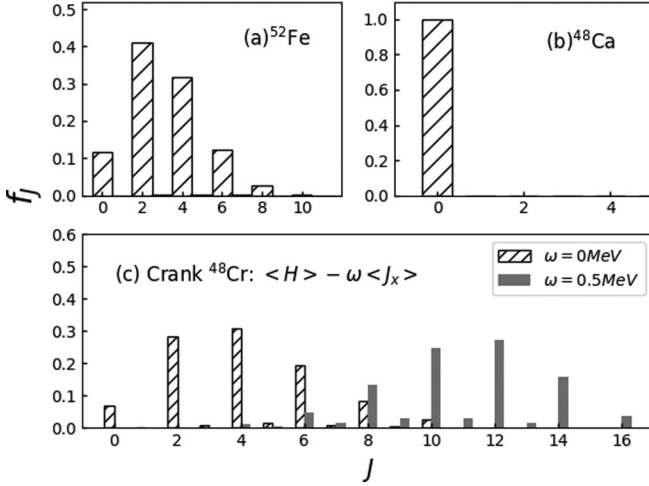 0.5
0.4
0.3
0.2
0.1
0.0
(a)⁵²Fe
0 2 4 6 8 10
1.0
0.8
0.6
0.4
0.2
0.0
(b)⁴⁸Ca
0 2 4
f_J
0.6
0.5
0.4
0.3
0.2
0.1
0.0
(c) Crank ⁴⁸Cr: <H> − ω<J_x>
ω = 0MeV
ω = 0.5MeV
0 2 4 6 8 10 12 14 16
J